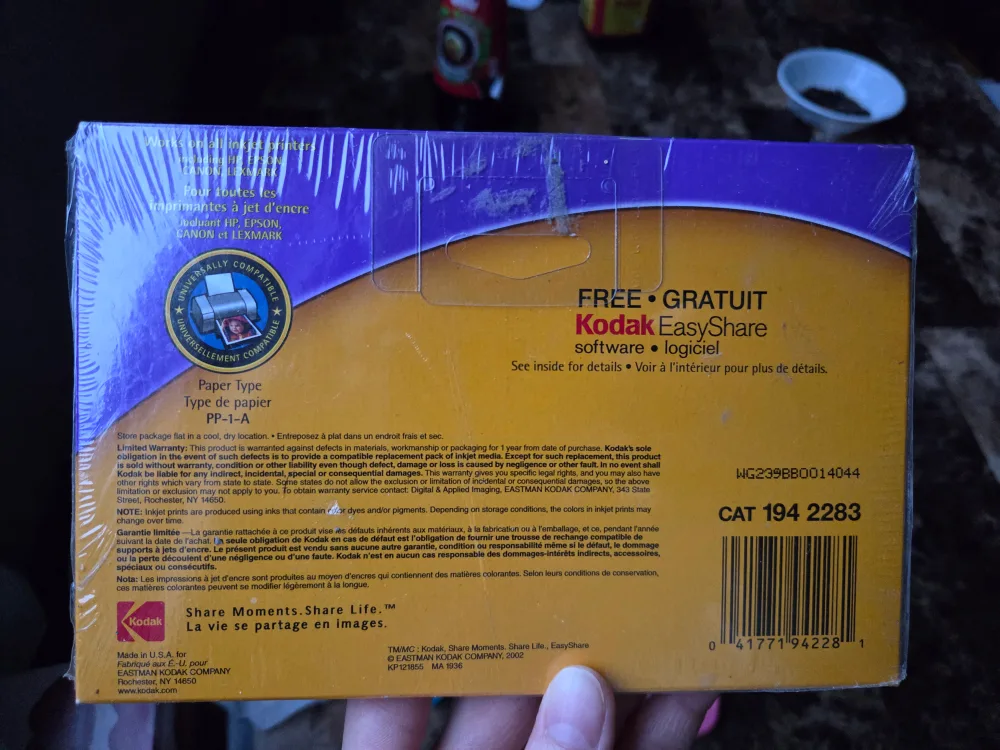 Works on all inkjet printers
including HP, EPSON,
CANON, LEXMARK
Pour toutes les
imprimantes à jet d'encre
incluant HP, EPSON,
CANON et LEXMARK
UNIVERSALLY COMPATIBLE
UNIVERSELLEMENT COMPATIBLE
Paper Type
Type de papier
PP-1-A
FREE • GRATUIT
Kodak EasyShare
software • logiciel
See inside for details • Voir à l'intérieur pour plus de détails.
Store package flat in a cool, dry location. • Entreposez à plat dans un endroit frais et sec.
Limited Warranty: This product is warranted against defects in materials, workmanship or packaging for 1 year from date of purchase. Kodak's sole
obligation in the event of such defects is to provide a compatible replacement pack of inkjet media. Except for such replacement, this product
is sold without warranty, condition or other liability even though defect, damage or loss is caused by negligence or other fault. In no event shall
Kodak be liable for any indirect, incidental, special or consequential damages. This warranty gives you specific legal rights, and you may also have
other rights which vary from state to state. Some states do not allow the exclusion or limitation of incidental or consequential damages, so the above
limitation or exclusion may not apply to you. To obtain warranty service contact: Digital & Applied Imaging, EASTMAN KODAK COMPANY, 343 State
Street, Rochester, NY 14650.
NOTE: Inkjet prints are produced using inks that contain color dyes and/or pigments. Depending on storage conditions, the colors in inkjet prints may
change over time.
Garantie limitée — La garantie rattachée à ce produit vise les défauts inhérents aux matériaux, à la fabrication ou à l'emballage, et ce, pendant l'année
suivant la date de l'achat. La seule obligation de Kodak en cas de défaut est l'obligation de fournir une trousse de rechange compatible de
supports à jets d'encre. Le présent produit est vendu sans aucune autre garantie, condition ou responsabilité même si le défaut, le dommage
ou la perte découlent d'une négligence ou d'une faute. Kodak n'est en aucun cas responsable des dommages-intérêts indirects, accessoires,
spéciaux ou consécutifs.
Nota: Les impressions à jet d'encre sont produites au moyen d'encres qui contiennent des matières colorantes. Selon leurs conditions de conservation,
ces matières colorantes peuvent se modifier légèrement à la longue.
WG239BB0014044
CAT 194 2283
0 41771 94228 1
Kodak
Share Moments. Share Life.™
La vie se partage en images.
Made in U.S.A. for
Fabriqué aux É.-U. pour
EASTMAN KODAK COMPANY
Rochester, NY 14650
www.kodak.com
TM/MC : Kodak, Share Moments. Share Life., EasyShare
© EASTMAN KODAK COMPANY, 2002
KP121855 MA 1936